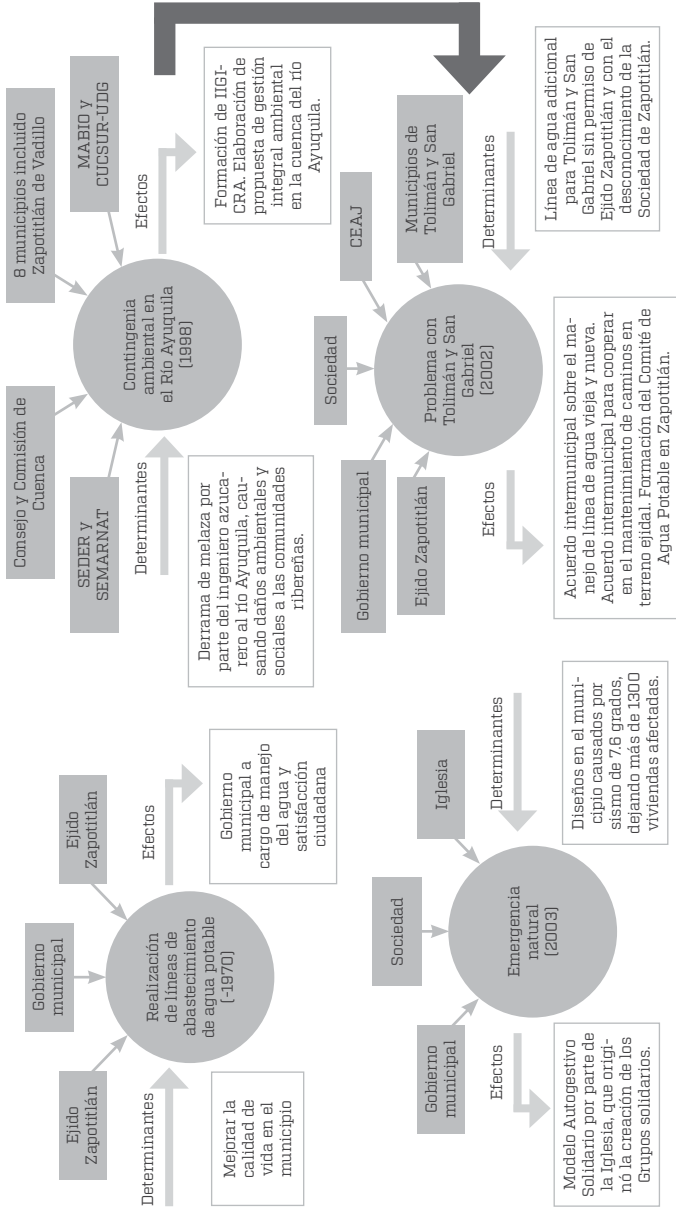 Ejido
Zapotitlán
Gobierno
municipal
Ejido
Zapotitlán
Realización
de líneas de
abastecimiento
de agua potable
(-1970)
Determinantes
Mejorar la
calidad de
vida en el
municipio
Efectos
Gobierno
municipal a
cargo de manejo
del agua y
satisfacción
ciudadana
SEDER y
SEMARNAT
Consejo y Comisión de
Cuenca
8 municipios incluido
Zapotitlán de Vadillo
MABIO y
CUCSUR-UDG
Contingenia
ambiental en
el Río Ayuquila
(1998)
Determinantes
Derrama de melaza por
parte del ingeniero azuca-
rero al río Ayuquila, cau-
sando daños ambientales y
sociales a las comunidades
ribereñas.
Efectos
Formación de IIGI-
CRA. Elaboración de
propuesta de gestión
integral ambiental
en la cuenca del río
Ayuquila.
Ejido Zapotitlán
Gobierno municipal
Sociedad
CEAJ
Municipios de
Tolimán y San
Gabriel
Problema con
Tolimán y San
Gabriel
(2002)
Determinantes
Línea de agua adicional
para Tolimán y San
Gabriel sin permiso de
Ejido Zapotitlán y con el
desconocimiento de la
Sociedad de Zapotitlán.
Efectos
Acuerdo intermunicipal sobre el ma-
nejo de línea de agua vieja y nueva.
Acuerdo intermunicipal para cooperar
en el mantenimiento de caminos en
terreno ejidal. Formación del Comité de
Agua Potable en Zapotitlán.
Gobierno
municipal
Sociedad
Iglesia
Emergencia
natural
(2003)
Determinantes
Diseños en el muni-
cipio causados por
sismo de 7.6 grados,
dejando más de 1300
viviendas afectadas.
Efectos
Modelo Autogestivo
Solidario por parte de
la Iglesia, que origi-
nó la creación de los
Grupos solidarios.